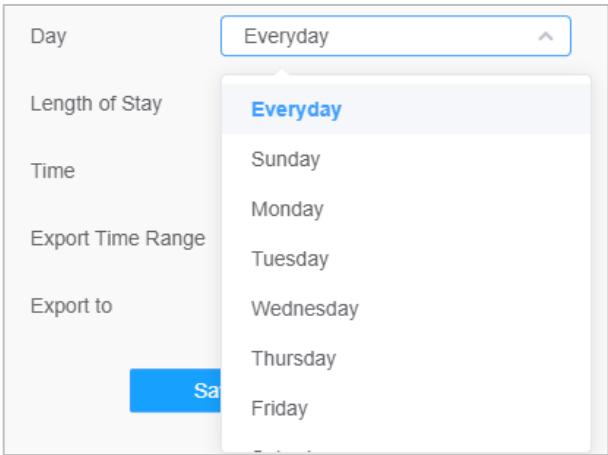 Day Everyday
Length of Stay Everyday
Sunday
Time
Monday
Export Time Range
Tuesday
Export to Wednesday
Thursday
Friday